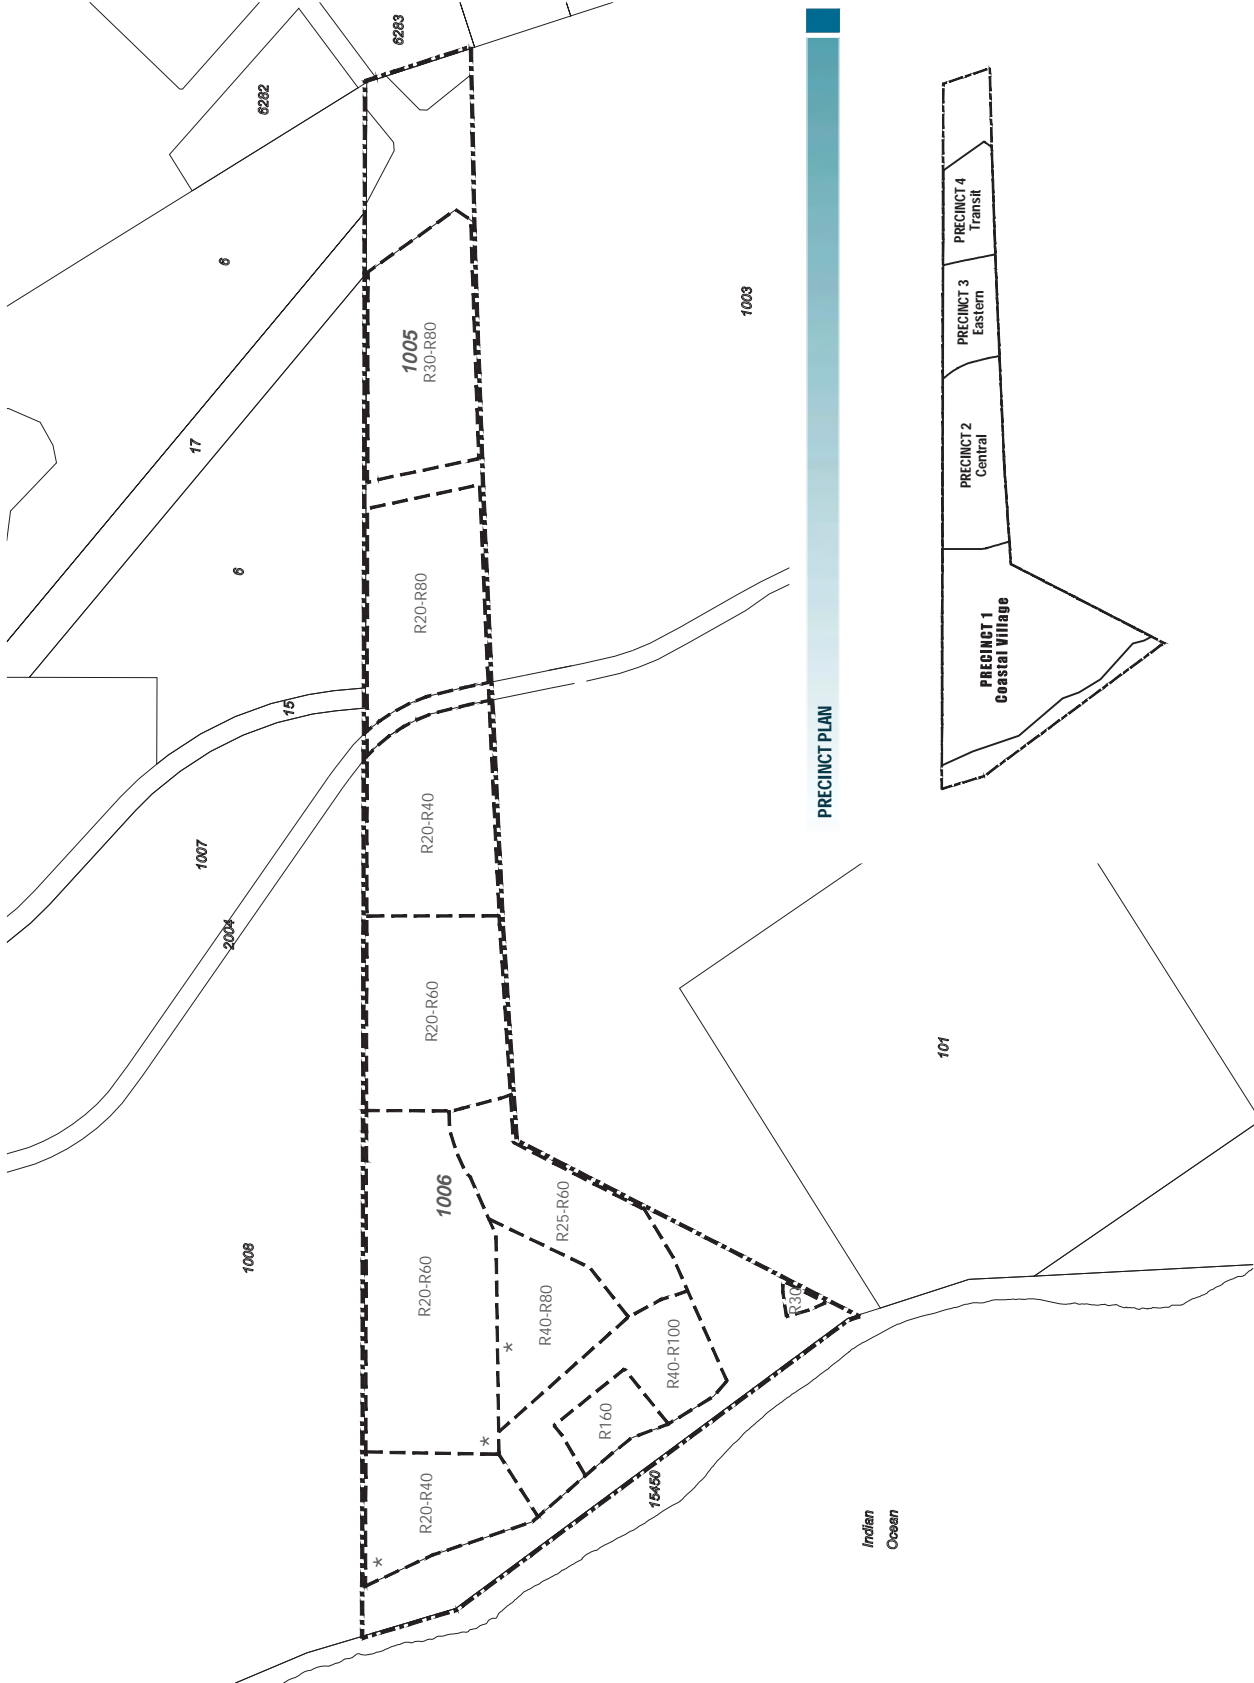 6283
6282
6
17
6
1003
1005
R30-R80
R20-R80
15
R20-R40
1007
2004
R20-R60
1006
R25-R60
1008
R20-R60
R40-R80
*
R40-R100
R30
*
R160
R20-R40
*
15450
101
Indian
Ocean
PRECINCT PLAN
PRECINCT 4
Transit
PRECINCT 3
Eastern
PRECINCT 2
Central
PRECINCT 1
Coastal Village